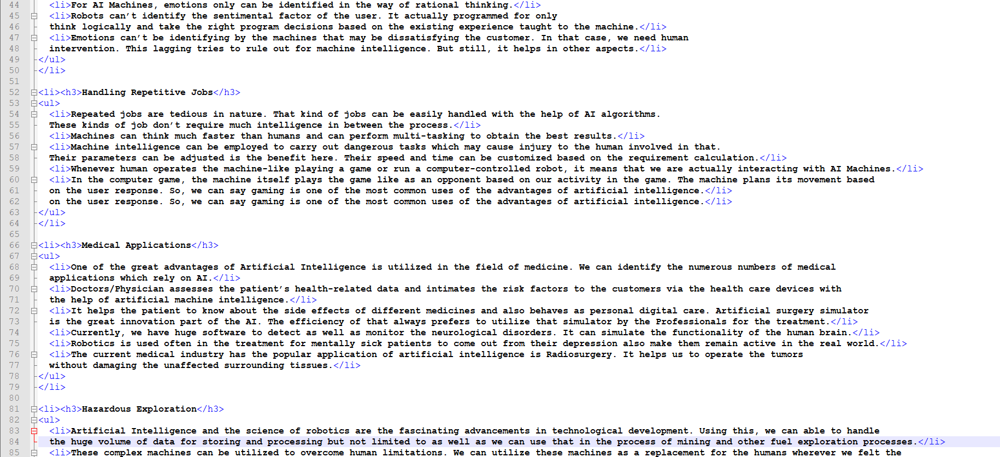 44 <li>For AI Machines, emotions only can be identified in the way of rational thinking.</li>
45 <li>Robots can’t identify the sentimental factor of the user. It actually programmed for only
46 think logically and take the right program decisions based on the existing experience taught to the machine.</li>
47 <li>Emotions can’t be identifying by the machines that may be dissatisfying the customer. In that case, we need human
48 intervention. This lagging tries to rule out for machine intelligence. But still, it helps in other aspects.</li>
49 </ul>
50 </li>
51
52 <li><h3>Handling Repetitive Jobs</h3>
53 <ul>
54 <li>Repeated jobs are tedious in nature. That kind of jobs can be easily handled with the help of AI algorithms.
55 These kinds of job don’t require much intelligence in between the process.</li>
56 <li>Machines can think much faster than humans and can perform multi-tasking to obtain the best results.</li>
57 <li>Machine intelligence can be employed to carry out dangerous tasks which may cause injury to the human involved in that.
58 Their parameters can be adjusted is the benefit here. Their speed and time can be customized based on the requirement calculation.</li>
59 <li>Whenever human operates the machine-like playing a game or run a computer-controlled robot, it means that we are actually interacting with AI Machines.</li>
60 <li>In the computer game, the machine itself plays the game like as an opponent based on our activity in the game. The machine plans its movement based
61 on the user response. So, we can say gaming is one of the most common uses of the advantages of artificial intelligence.</li>
62 on the user response. So, we can say gaming is one of the most common uses of the advantages of artificial intelligence.</li>
63 </ul>
64 </li>
65
66 <li><h3>Medical Applications</h3>
67 <ul>
68 <li>One of the great advantages of Artificial Intelligence is utilized in the field of medicine. We can identify the numerous numbers of medical
69 applications which rely on AI.</li>
70 <li>Doctors/Physician assesses the patient’s health-related data and intimates the risk factors to the customers via the health care devices with
71 the help of artificial machine intelligence.</li>
72 <li>It helps the patient to know about the side effects of different medicines and also behaves as personal digital care. Artificial surgery simulator
73 is the great innovation part of the AI. The efficiency of that always prefers to utilize that simulator by the Professionals for the treatment.</li>
74 <li>Currently, we have huge software to detect as well as monitor the neurological disorders. It can simulate the functionality of the human brain.</li>
75 <li>Robotics is used often in the treatment for mentally sick patients to come out from their depression also make them remain active in the real world.</li>
76 <li>The current medical industry has the popular application of artificial intelligence is Radiosurgery. It helps us to operate the tumors
77 without damaging the unaffected surrounding tissues.</li>
78 </ul>
79 </li>
80
81 <li><h3>Hazardous Exploration</h3>
82 <ul>
83 <li>Artificial Intelligence and the science of robotics are the fascinating advancements in technological development. Using this, we can able to handle
84 the huge volume of data for storing and processing but not limited to as well as we can use that in the process of mining and other fuel exploration processes.</li>
85 <li>These complex machines can be utilized to overcome human limitations. We can utilize these machines as a replacement for the humans wherever we felt the